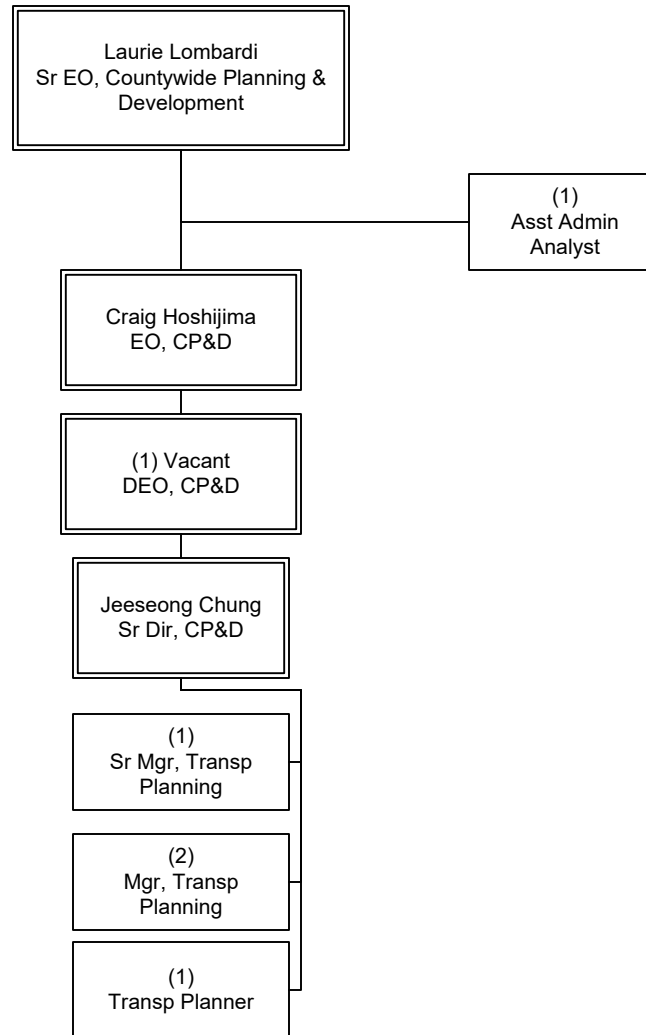 Laurie Lombardi
Sr EO, Countywide Planning &
Development
(1)
Asst Admin
Analyst
Craig Hoshijima
EO, CP&D
(1) Vacant
DEO, CP&D
Jeeseong Chung
Sr Dir, CP&D
(1)
Sr Mgr, Transp
Planning
(2)
Mgr, Transp
Planning
(1)
Transp Planner